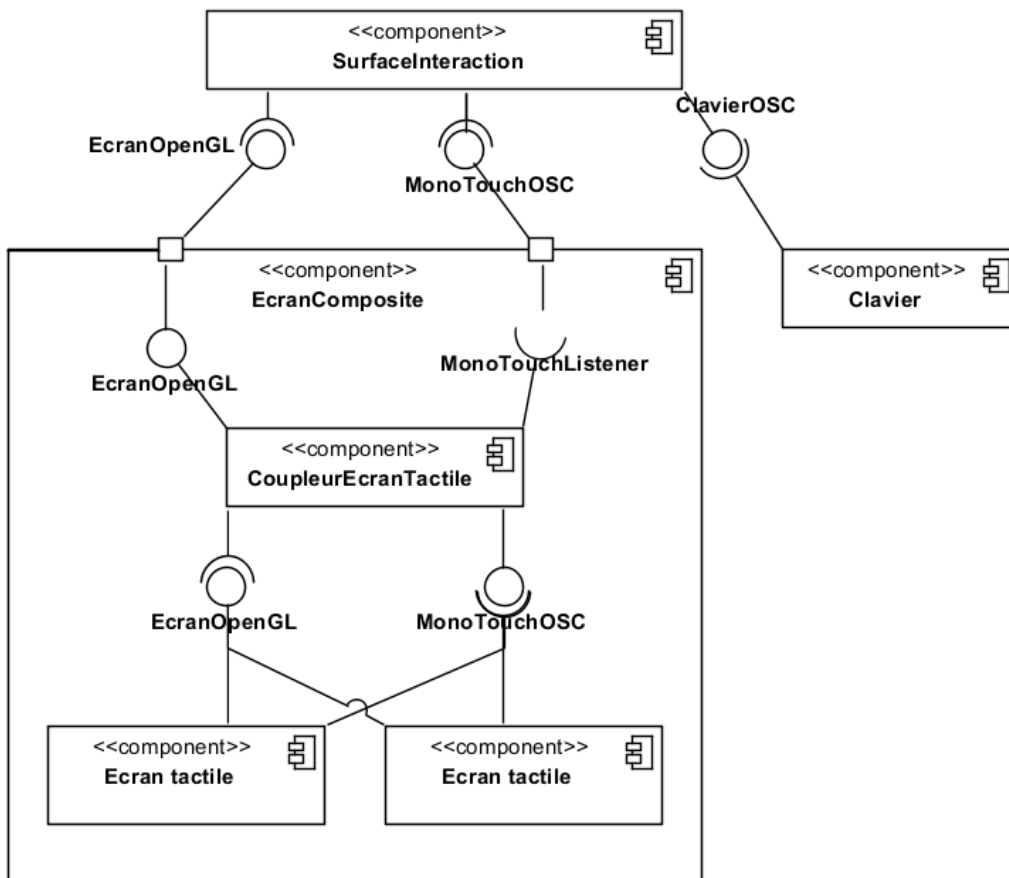 <<component>>
SurfaceInteraction
ClavierOSC
EcranOpenGL
MonoTouchOSC
<<component>>
EcranComposite
<<component>>
Clavier
EcranOpenGL
MonoTouchListener
<<component>>
CoupleurEcranTactile
EcranOpenGL
MonoTouchOSC
<<component>>
Ecran tactile
<<component>>
Ecran tactile